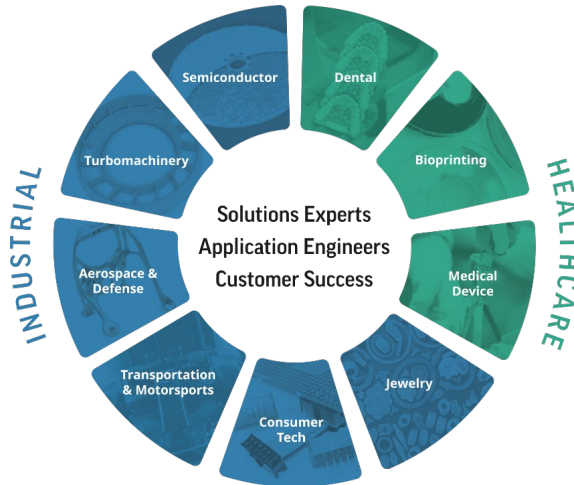 Semiconductor
Dental
Turbomachinery
Bioprinting
INDUSTRIAL
HEALTHCARE
Solutions Experts
Application Engineers
Customer Success
Aerospace &
Defense
Medical
Device
Transportation
& Motorsports
Jewelry
Consumer
Tech